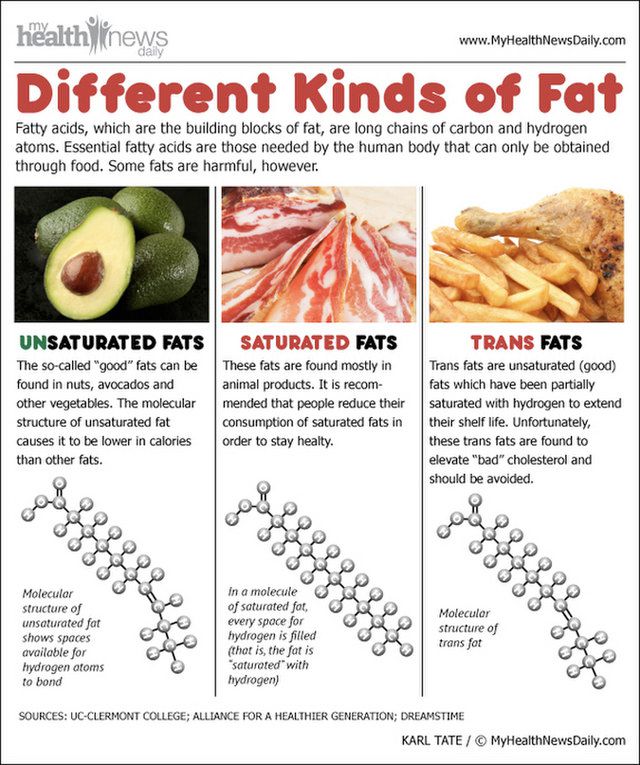 my
health news
daily
www.MyHealthNewsDaily.com
Different Kinds of Fat
Fatty acids, which are the building blocks of fat, are long chains of carbon and hydrogen
atoms. Essential fatty acids are those needed by the human body that can only be obtained
through food. Some fats are harmful, however.
UNSATURATED FATS
The so-called “good” fats can be
found in nuts, avocados and
other vegetables. The molecular
structure of unsaturated fat
causes it to be lower in calories
than other fats.
Molecular
structure of
unsaturated fat
shows spaces
available for
hydrogen atoms
to bond
SATURATED FATS
These fats are found mostly in
animal products. It is recom-
mended that people reduce their
consumption of saturated fats in
order to stay healty.
In a molecule
of saturated fat,
every space for
hydrogen is filled
(that is, the fat is
“saturated” with
hydrogen)
TRANS FATS
Trans fats are unsaturated (good)
fats which have been partially
saturated with hydrogen to extend
their shelf life. Unfortunately,
these trans fats are found to
elevate “bad” cholesterol and
should be avoided.
Molecular
structure of
trans fat
SOURCES: UC-CLERMONT COLLEGE; ALLIANCE FOR A HEALTHIER GENERATION; DREAMSTIME
KARL TATE / © MyHealthNewsDaily.com